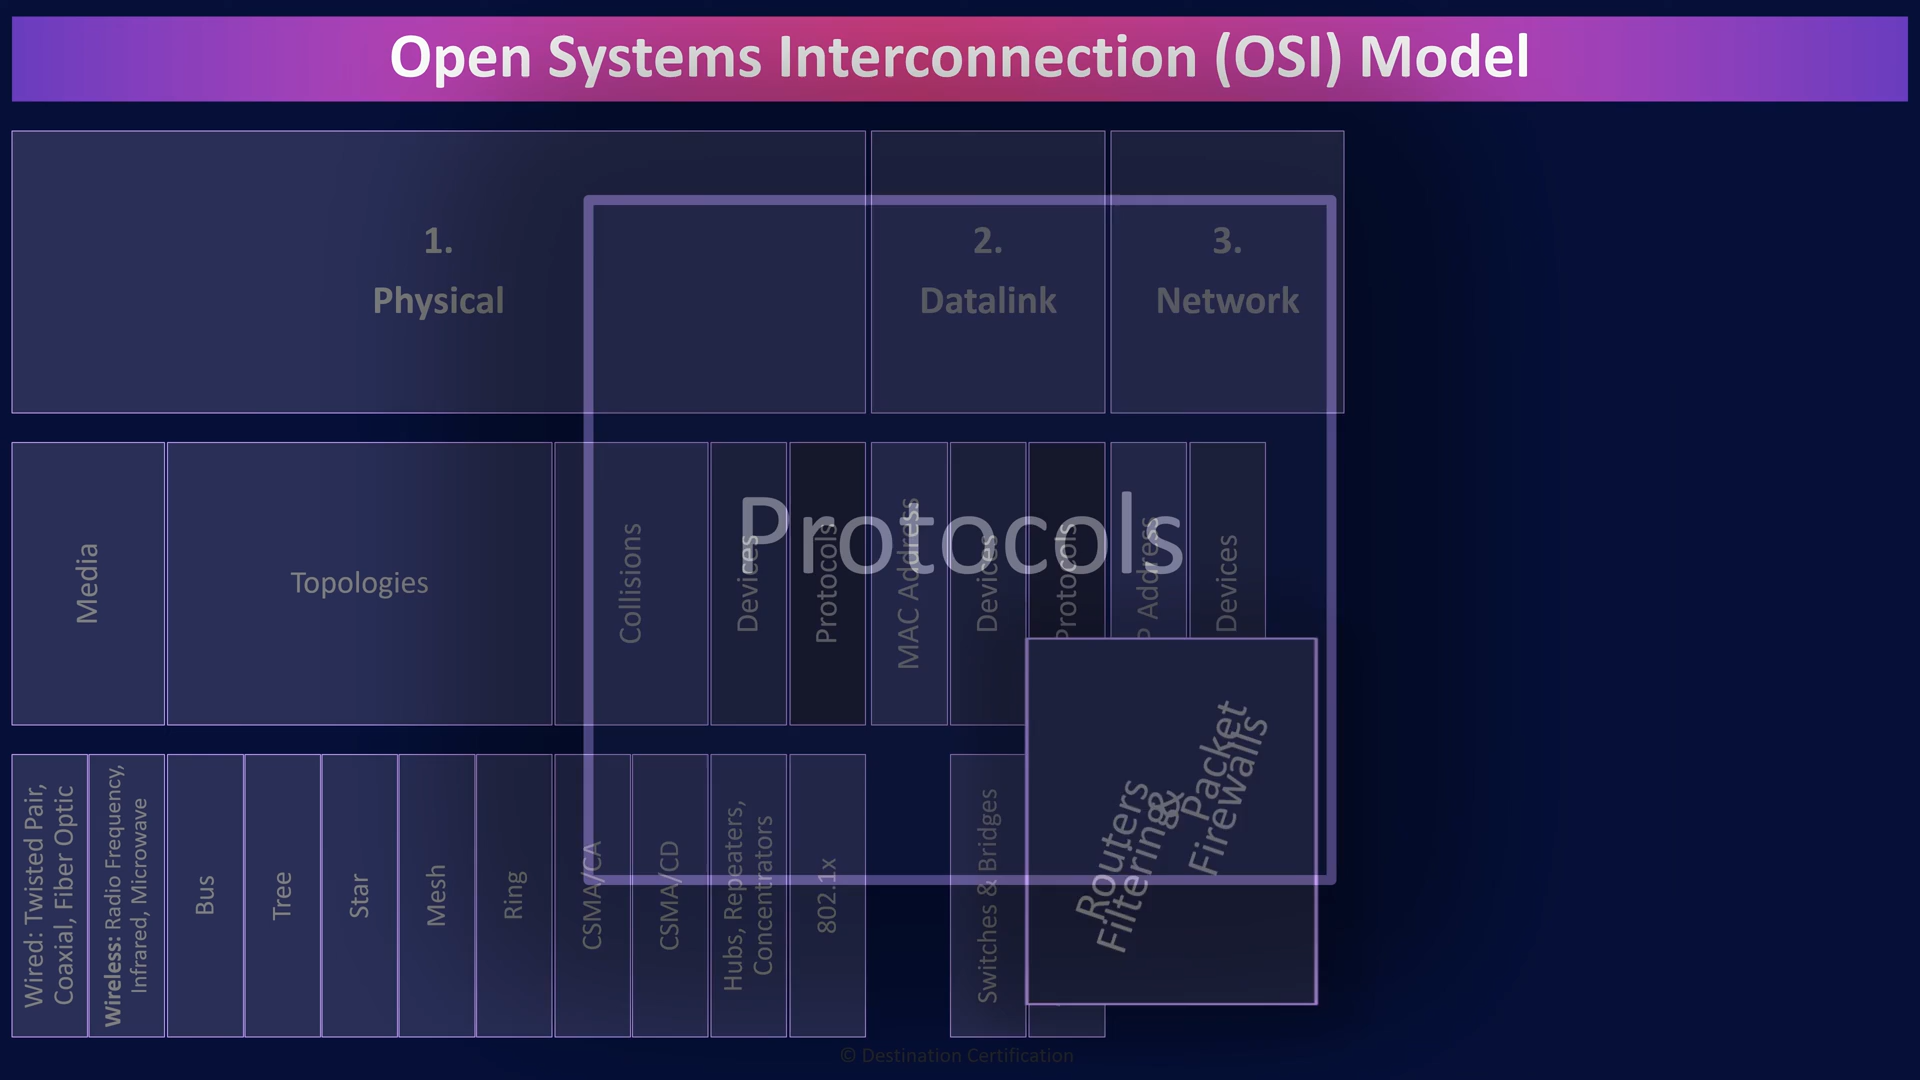 Open Systems Interconnection (OSI) Model
1.
Physical
2.
Datalink
3.
Network
Media
Topologies
Collisions
Devices
Protocols
MAC Address
Devices
Protocols
P Address
Devices
Protocols
Wired: Twisted Pair,
Coaxial, Fiber Optic
Wireless: Radio Frequency,
Infrared, Microwave
Bus
Tree
Star
Mesh
Ring
CSMA/CA
CSMA/CD
Hubs, Repeaters,
Concentrators
802.1x
Switches & Bridges
Routers & Packet
Filtering Firewalls
© Destination Certification